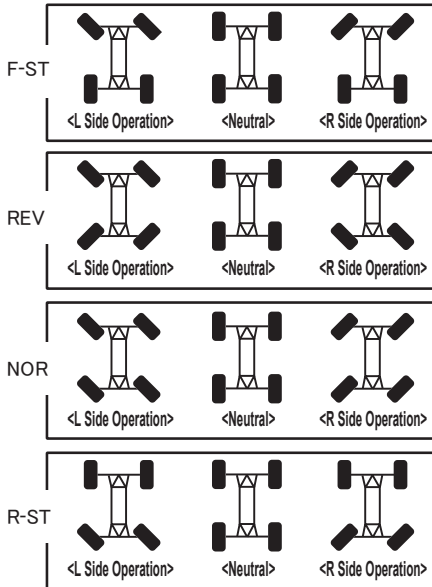 F-ST
<L Side Operation> <Neutral> <R Side Operation>
REV
<L Side Operation> <Neutral> <R Side Operation>
NOR
<L Side Operation> <Neutral> <R Side Operation>
R-ST
<L Side Operation> <Neutral> <R Side Operation>